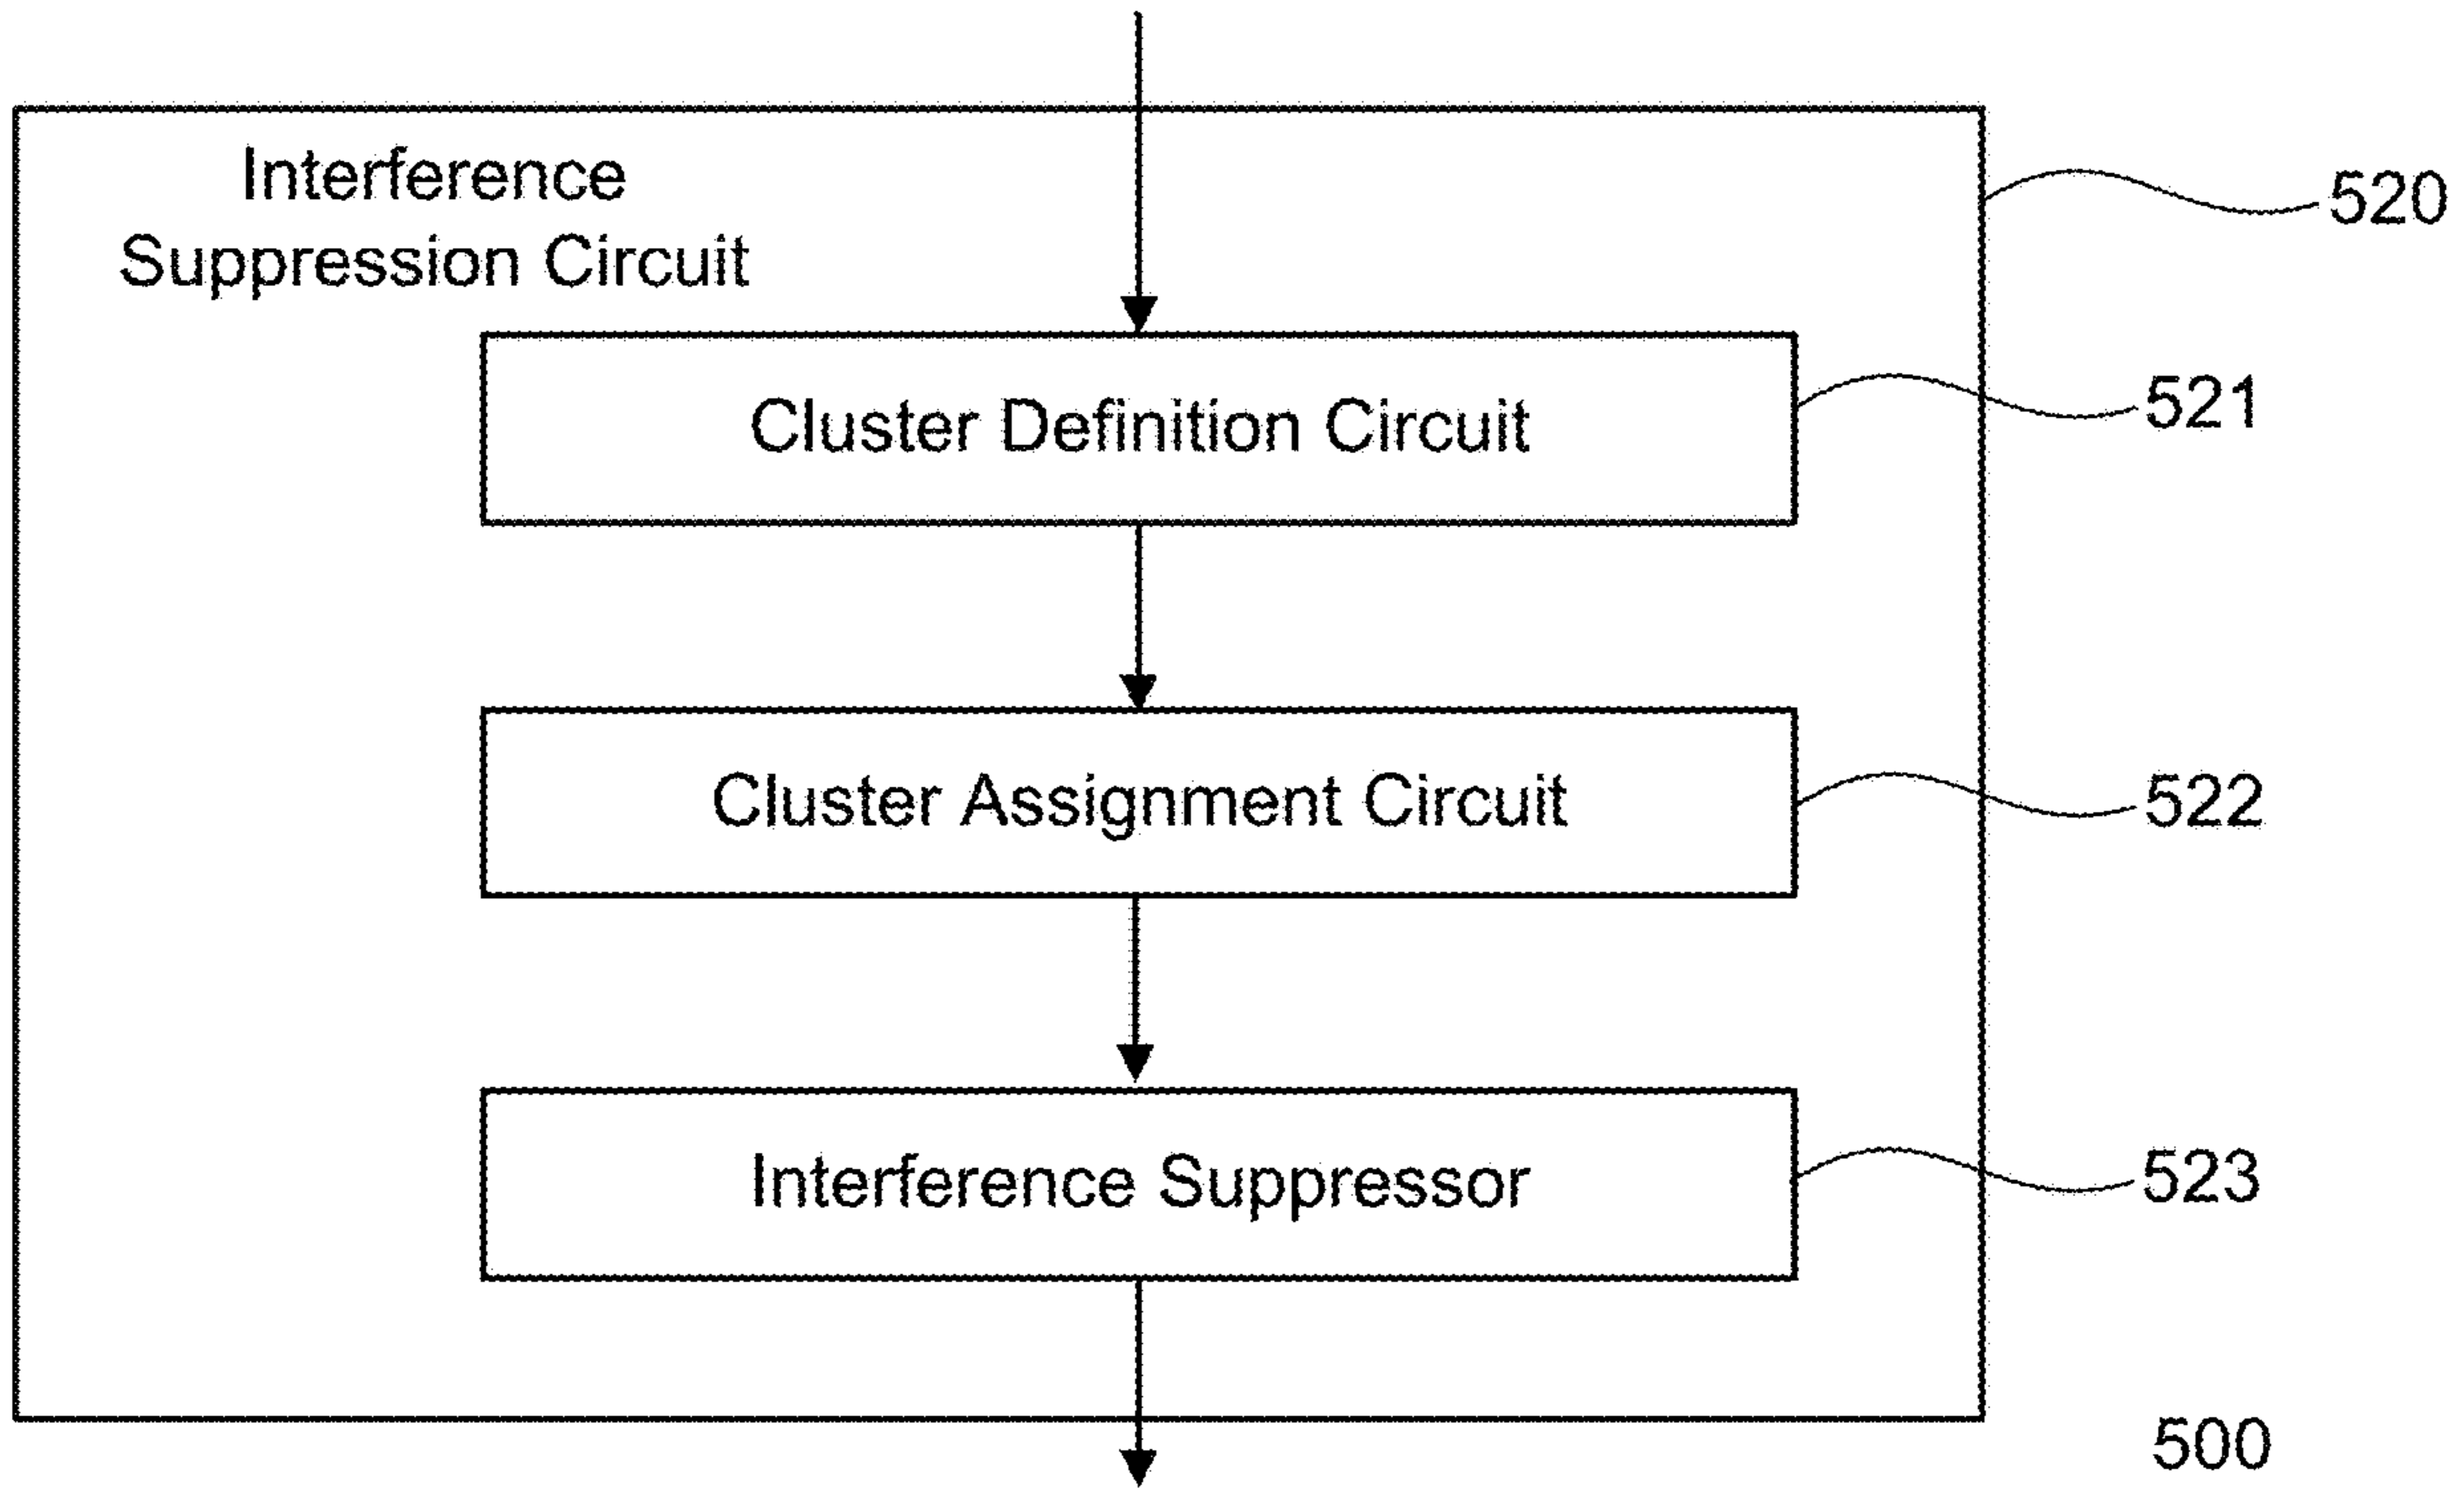 Interference
Suppression Circuit
520
Cluster Definition Circuit
521
Cluster Assignment Circuit
522
Interference Suppressor
523
500